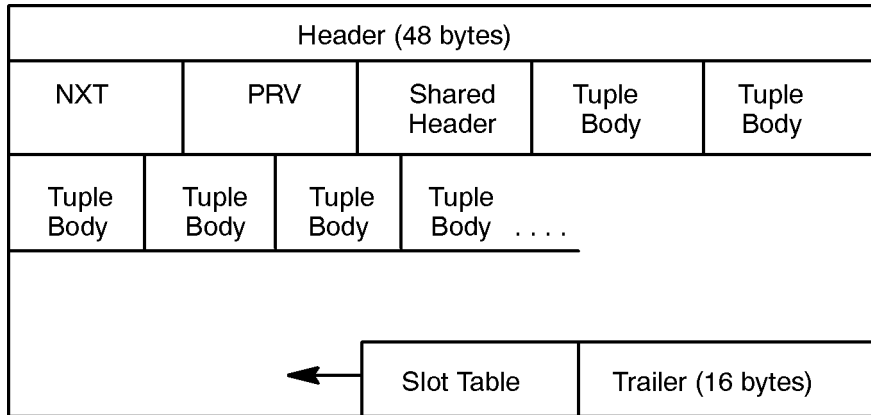 Header (48 bytes)
NXT PRV Shared Tuple Tuple
Header Body Body
Tuple Tuple Tuple Tuple
Body Body Body Body . . . .
Slot Table Trailer (16 bytes)